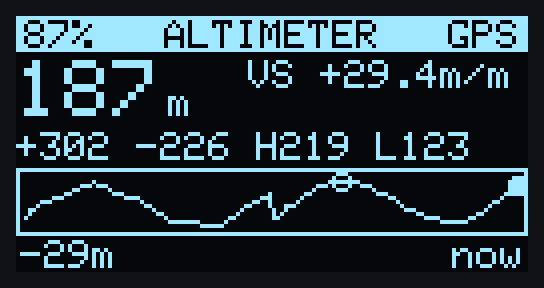 87% ALTIMETER GPS
187 m VS +29.4m/m
+302 -226 H219 L123
-29m now